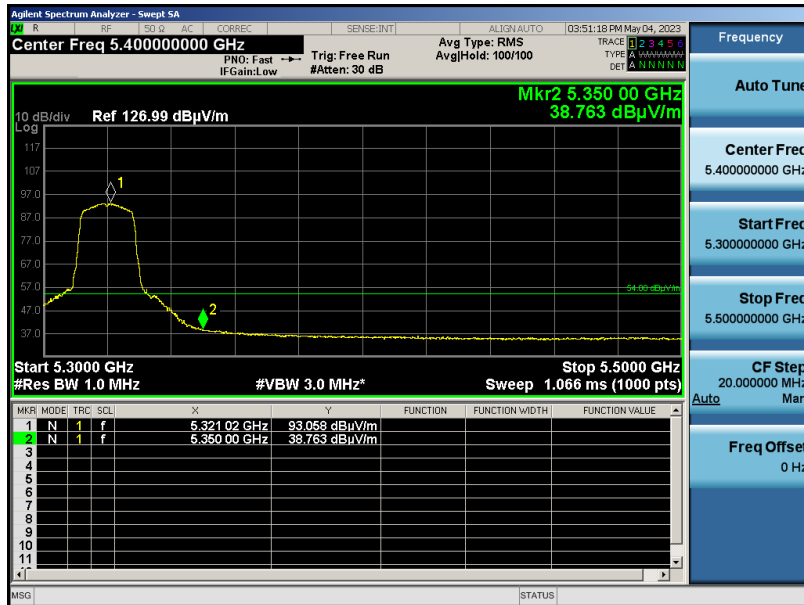 Agilent Spectrum Analyzer - Swept SA
LXI R RF 50 Ω AC CORREC SENSE:INT ALIGN AUTO 03:51:18 PM May 04, 2023
Center Freq 5.400000000 GHz
PNO: Fast
IFGain:Low
Trig: Free Run
#Atten: 30 dB
Avg Type: RMS
Avg|Hold: 100/100
TRACE 1 2 3 4 5 6
TYPE A WWWWW
DET A N N N N N
Mkr2 5.350 00 GHz
38.763 dBµV/m
10 dB/div Ref 126.99 dBµV/m
Log
117
107
97.0
87.0
77.0
67.0
57.0
47.0
37.0
1
2
54.00 dBµV/m
Start 5.3000 GHz Stop 5.5000 GHz
#Res BW 1.0 MHz #VBW 3.0 MHz* Sweep 1.066 ms (1000 pts)
MKR MODE TRC SCL X Y FUNCTION FUNCTION WIDTH FUNCTION VALUE
1 N 1 f 5.321 02 GHz 93.058 dBµV/m
2 N 1 f 5.350 00 GHz 38.763 dBµV/m
3
4
5
6
7
8
9
10
11
MSG STATUS
Frequency
Auto Tune
Center Freq
5.400000000 GHz
Start Freq
5.300000000 GHz
Stop Freq
5.500000000 GHz
CF Step
20.000000 MHz
Auto Man
Freq Offset
0 Hz